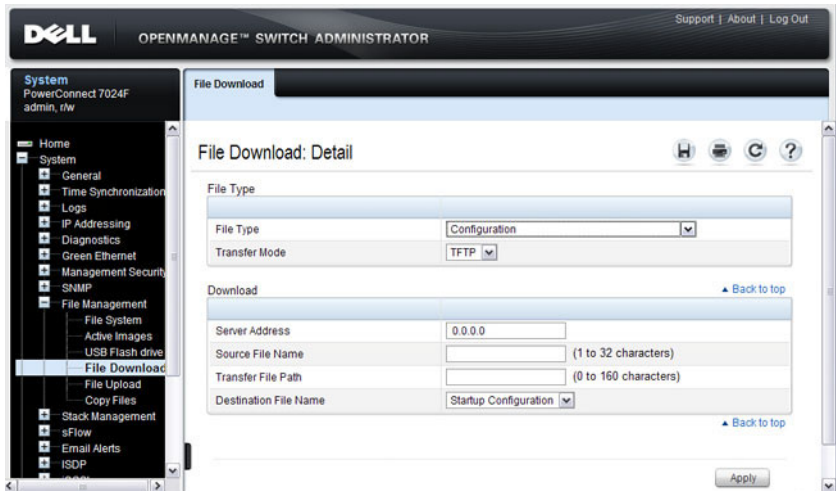 Support | About | Log Out
DELL OPENMANAGE™ SWITCH ADMINISTRATOR
System
PowerConnect 7024F
admin, r/w
Home
System
General
Time Synchronization
Logs
IP Addressing
Diagnostics
Green Ethernet
Management Security
SNMP
File Management
File System
Active Images
USB Flash drive
File Download
File Upload
Copy Files
Stack Management
sFlow
Email Alerts
ISDP
File Download
File Download: Detail
File Type
File Type Configuration
Transfer Mode TFTP
Download Back to top
Server Address 0.0.0.0
Source File Name (1 to 32 characters)
Transfer File Path (0 to 160 characters)
Destination File Name Startup Configuration
Back to top
Apply